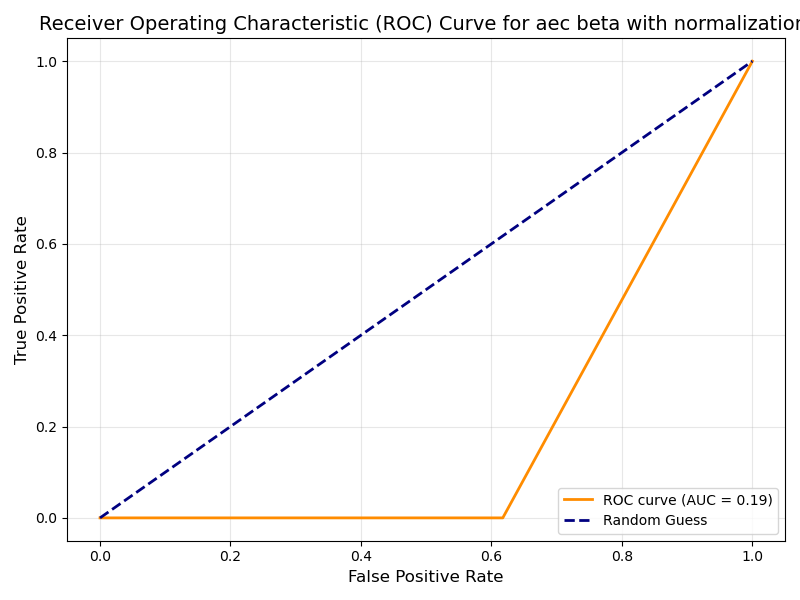 Receiver Operating Characteristic (ROC) Curve for aec beta with normalization
1.0
0.8
0.6
0.4
0.2
0.0
True Positive Rate
ROC curve (AUC = 0.19)
Random Guess
0.0 0.2 0.4 0.6 0.8 1.0
False Positive Rate